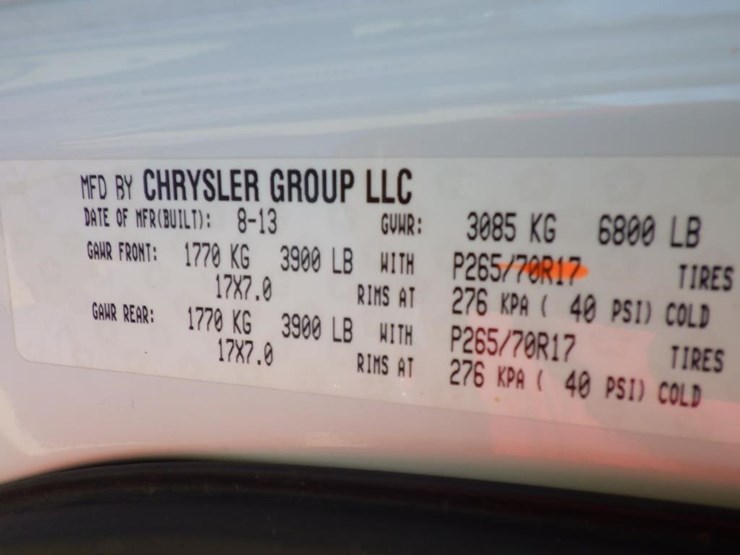 MFD BY CHRYSLER GROUP LLC
DATE OF MFR(BUILT): 8-13 GVWR: 3085 KG 6800 LB
GAWR FRONT: 1770 KG 3900 LB WITH P265/70R17 TIRES
17X7.0 RIMS AT 276 KPA ( 40 PSI) COLD
GAWR REAR: 1770 KG 3900 LB WITH P265/70R17 TIRES
17X7.0 RIMS AT 276 KPA ( 40 PSI) COLD